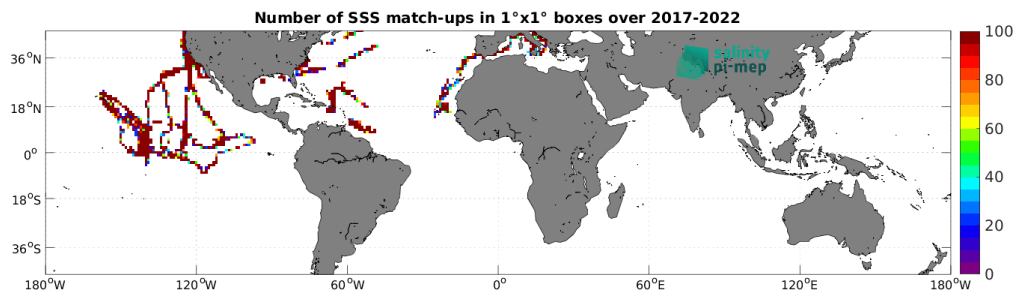 Number of SSS match-ups in 1°x1° boxes over 2017-2022
salinity
pi-mep
36°N
18°N
0°
18°S
36°S
180°W
120°W
60°W
0°
60°E
120°E
180°W
100
80
60
40
20
0